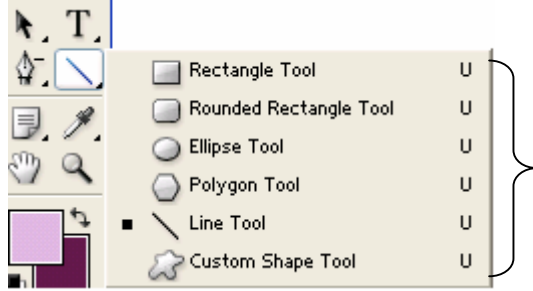 T
Rectangle Tool U
Rounded Rectangle Tool U
Ellipse Tool U
Polygon Tool U
Line Tool U
Custom Shape Tool U